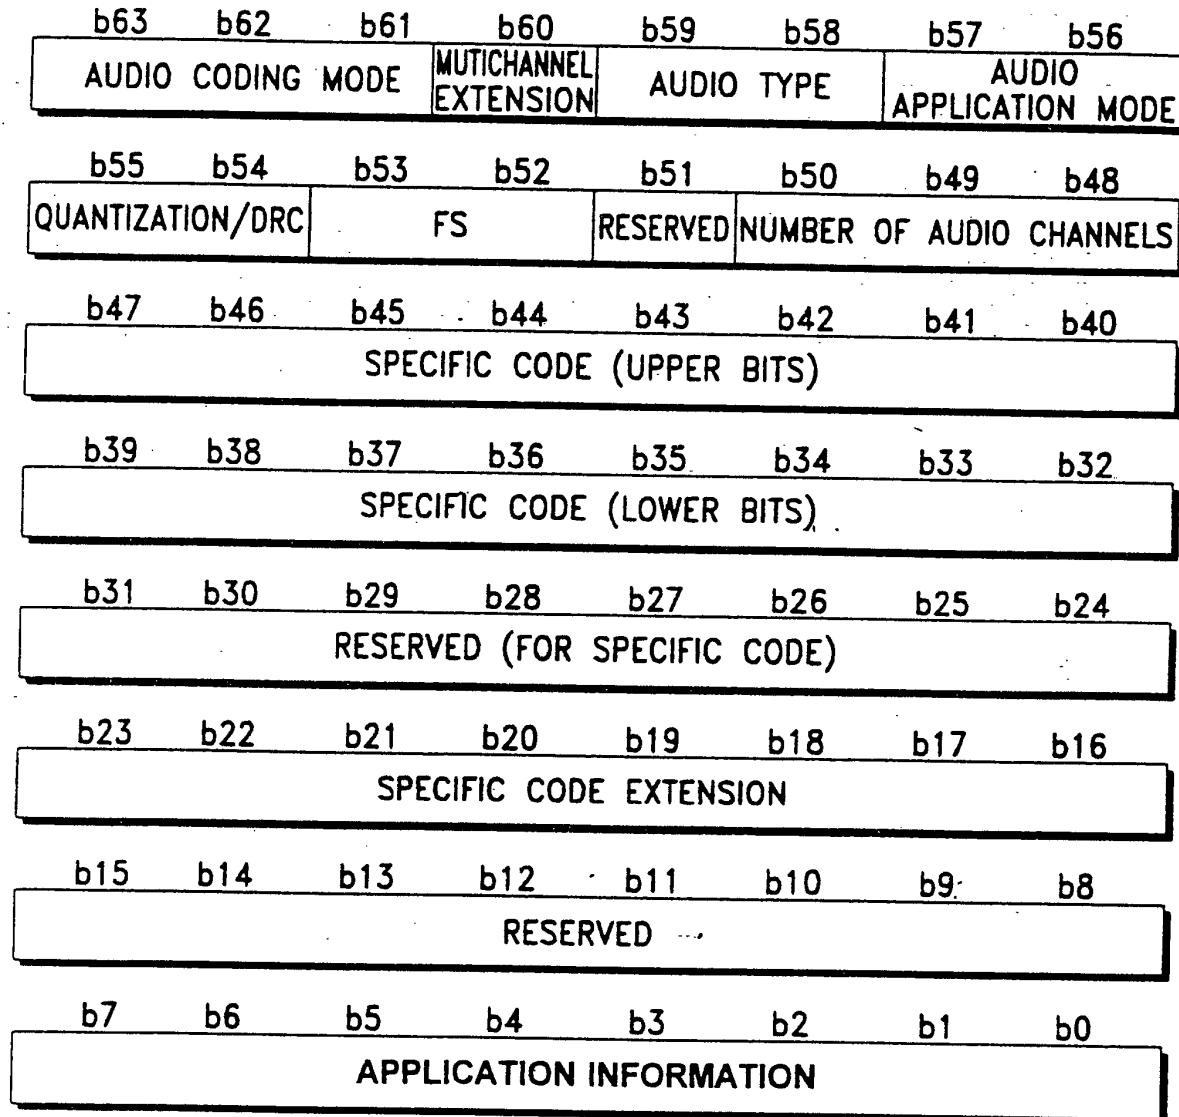 b63 b62 b61 b60 b59 b58 b57 b56
AUDIO CODING MODE MUTICHANNEL EXTENSION AUDIO TYPE AUDIO APPLICATION MODE
b55 b54 b53 b52 b51 b50 b49 b48
QUANTIZATION/DRC FS RESERVED NUMBER OF AUDIO CHANNELS
b47 b46 b45 b44 b43 b42 b41 b40
SPECIFIC CODE (UPPER BITS)
b39 b38 b37 b36 b35 b34 b33 b32
SPECIFIC CODE (LOWER BITS)
b31 b30 b29 b28 b27 b26 b25 b24
RESERVED (FOR SPECIFIC CODE)
b23 b22 b21 b20 b19 b18 b17 b16
SPECIFIC CODE EXTENSION
b15 b14 b13 b12 b11 b10 b9 b8
RESERVED
b7 b6 b5 b4 b3 b2 b1 b0
APPLICATION INFORMATION